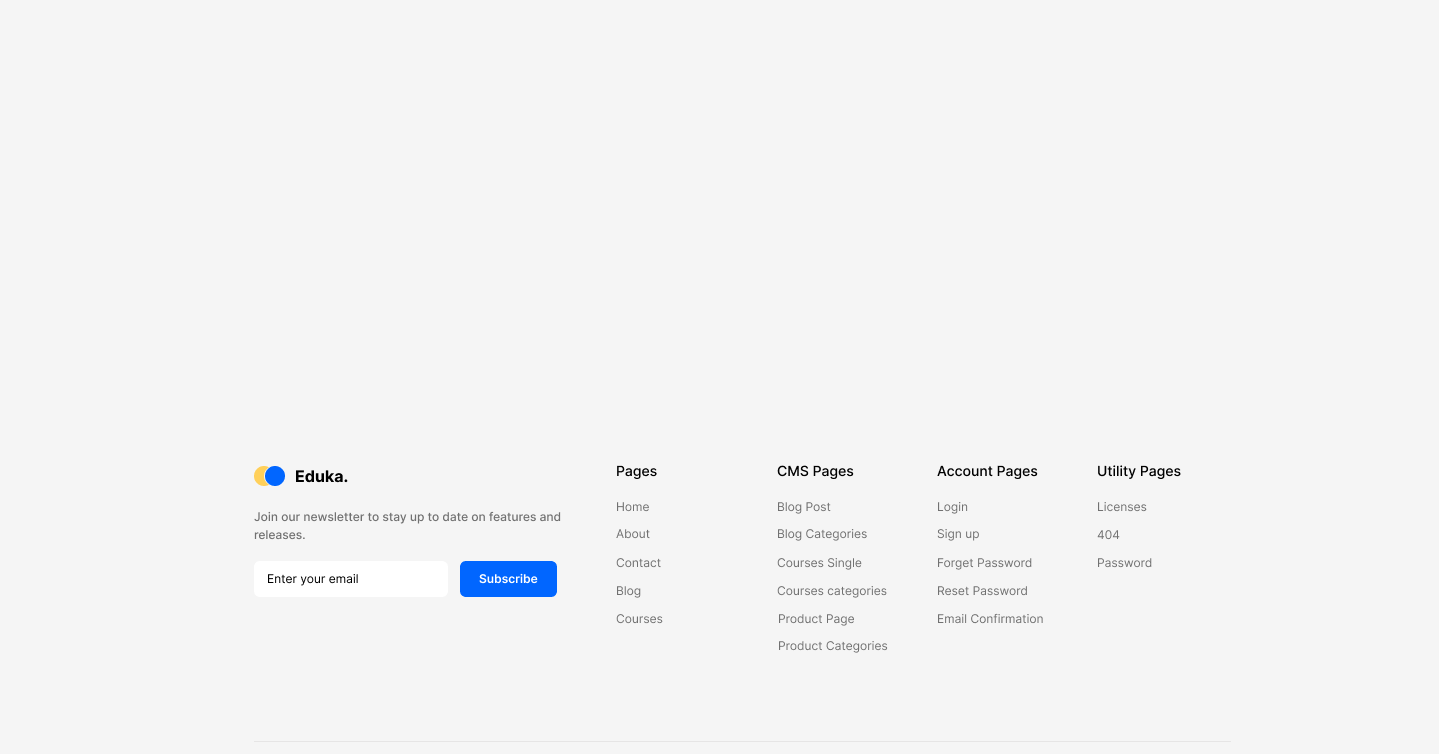 Eduka.
Join our newsletter to stay up to date on features and
releases.
Enter your email
Subscribe
Pages
Home
About
Contact
Blog
Courses
CMS Pages
Blog Post
Blog Categories
Courses Single
Courses categories
Product Page
Product Categories
Account Pages
Login
Sign up
Forget Password
Reset Password
Email Confirmation
Utility Pages
Licenses
404
Password